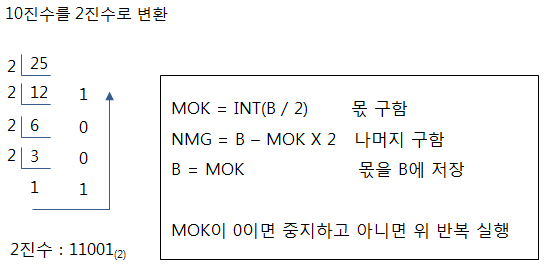 10진수를 2진수로 변환
2 25
2 12 1
2 6 0
2 3 0
1 1
2진수 : 11001(2)
MOK = INT(B / 2) 몫 구함
NMG = B – MOK X 2 나머지 구함
B = MOK 몫을 B에 저장
MOK이 0이면 중지하고 아니면 위 반복 실행